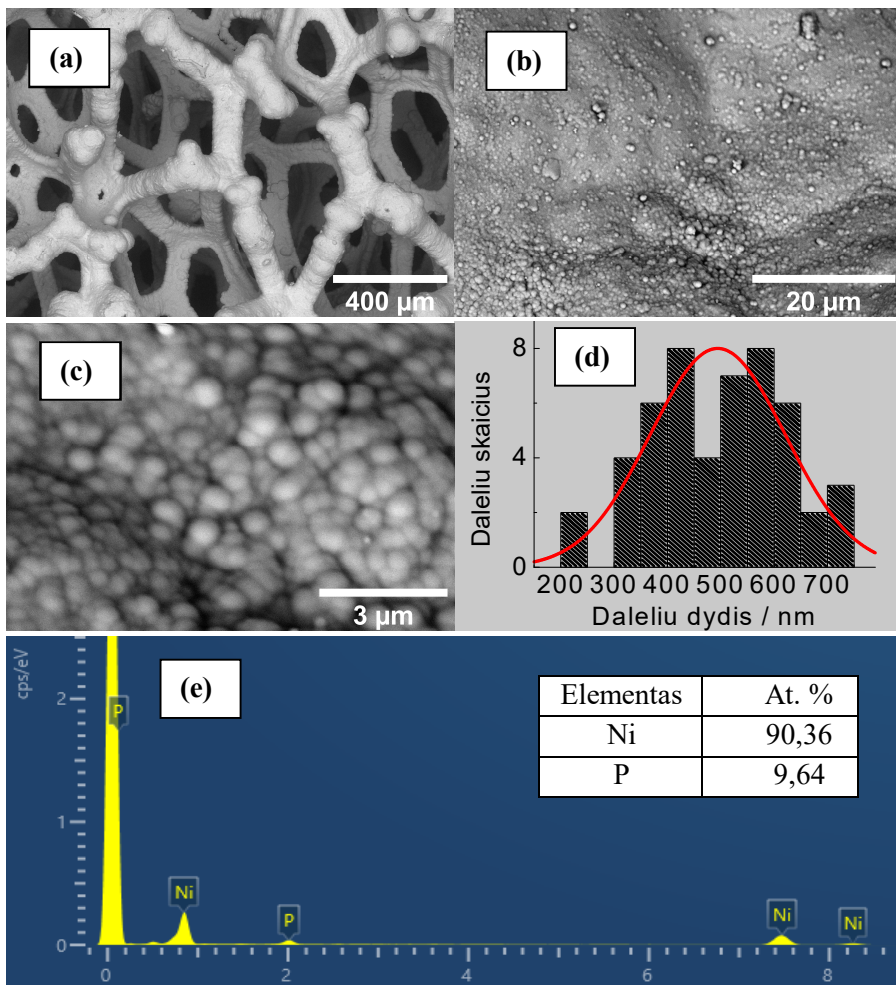 (a)
400 µm
(b)
20 µm
(c)
3 µm
(d)
Daleliu skaicius
8
4
0
200 300 400 500 600 700
Daleliu dydis / nm
(e)
cps/eV
2
1
0
P
Ni
P
Ni
Ni
0 2 4 6 8
Elementas At. %
Ni 90,36
P 9,64